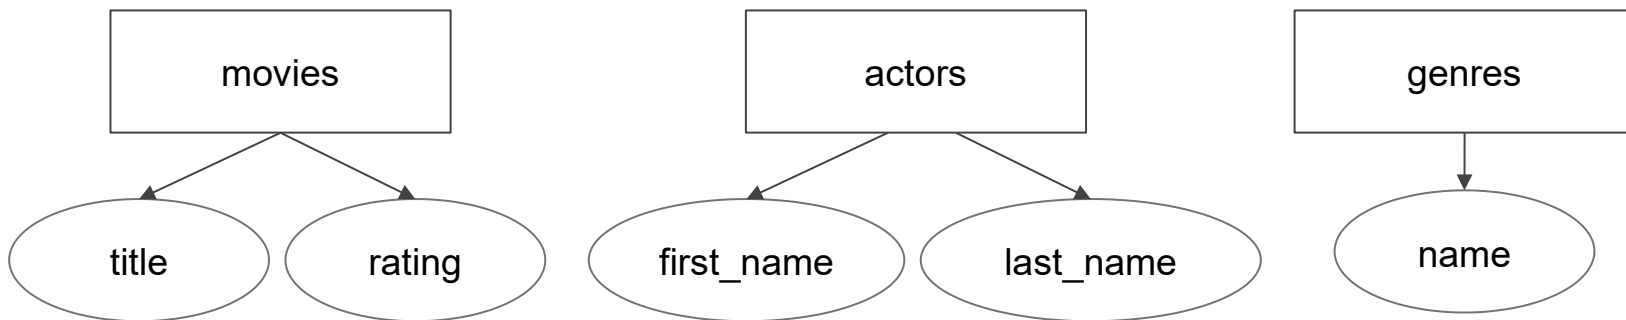 movies
actors
genres
title
rating
first_name
last_name
name